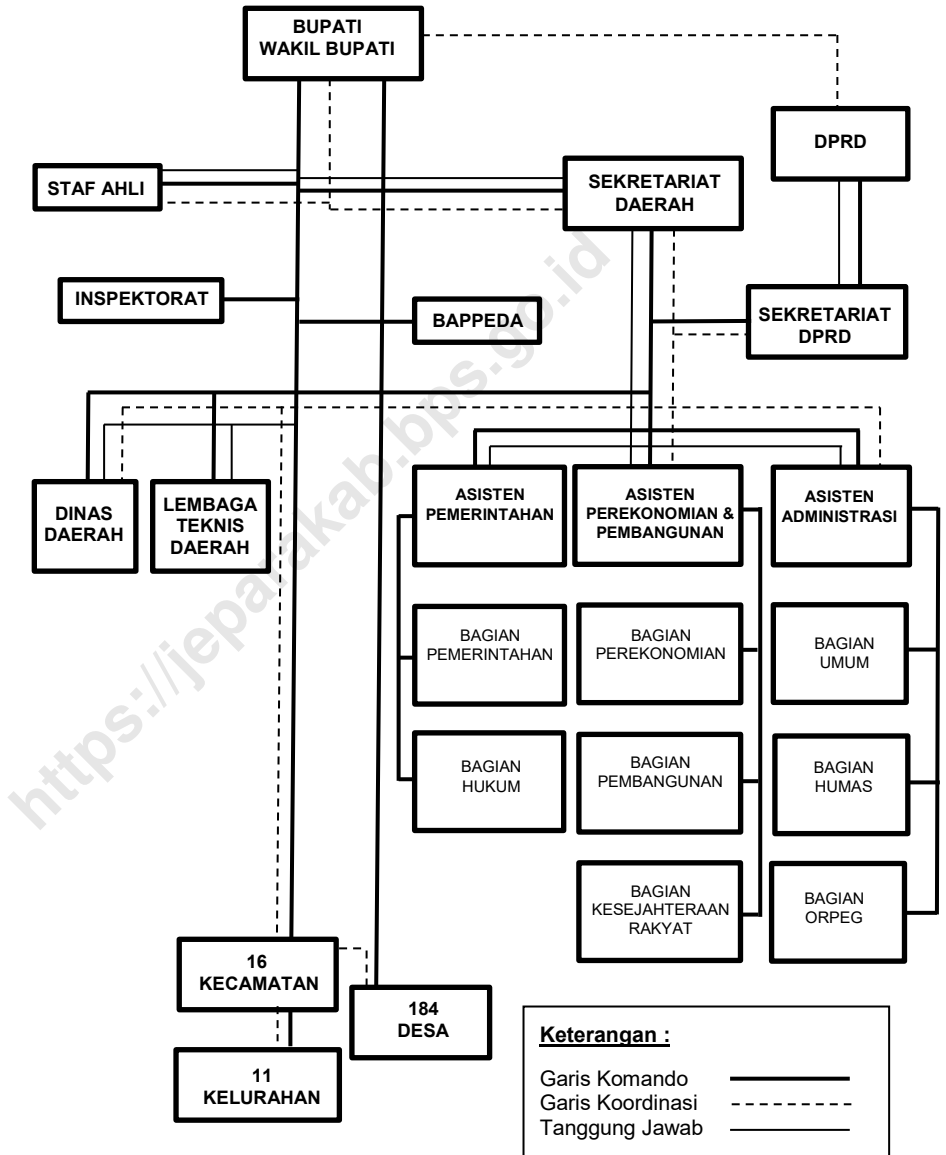 BUPATI
WAKIL BUPATI
DPRD
STAF AHLI
SEKRETARIAT
DAERAH
INSPEKTORAT
BAPPEDA
SEKRETARIAT
DPRD
DINAS
DAERAH
LEMBAGA
TEKNIS
DAERAH
ASISTEN
PEMERINTAHAN
ASISTEN
PEREKONOMIAN &
PEMBANGUNAN
ASISTEN
ADMINISTRASI
BAGIAN
PEMERINTAHAN
BAGIAN
PEREKONOMIAN
BAGIAN
UMUM
BAGIAN
HUKUM
BAGIAN
PEMBANGUNAN
BAGIAN
HUMAS
BAGIAN
KESEJAHTERAAN
RAKYAT
BAGIAN
ORPEG
16
KECAMATAN
184
DESA
11
KELURAHAN
Keterangan :
Garis Komando
Garis Koordinasi
Tanggung Jawab
https://jeparakab.bps.go.id